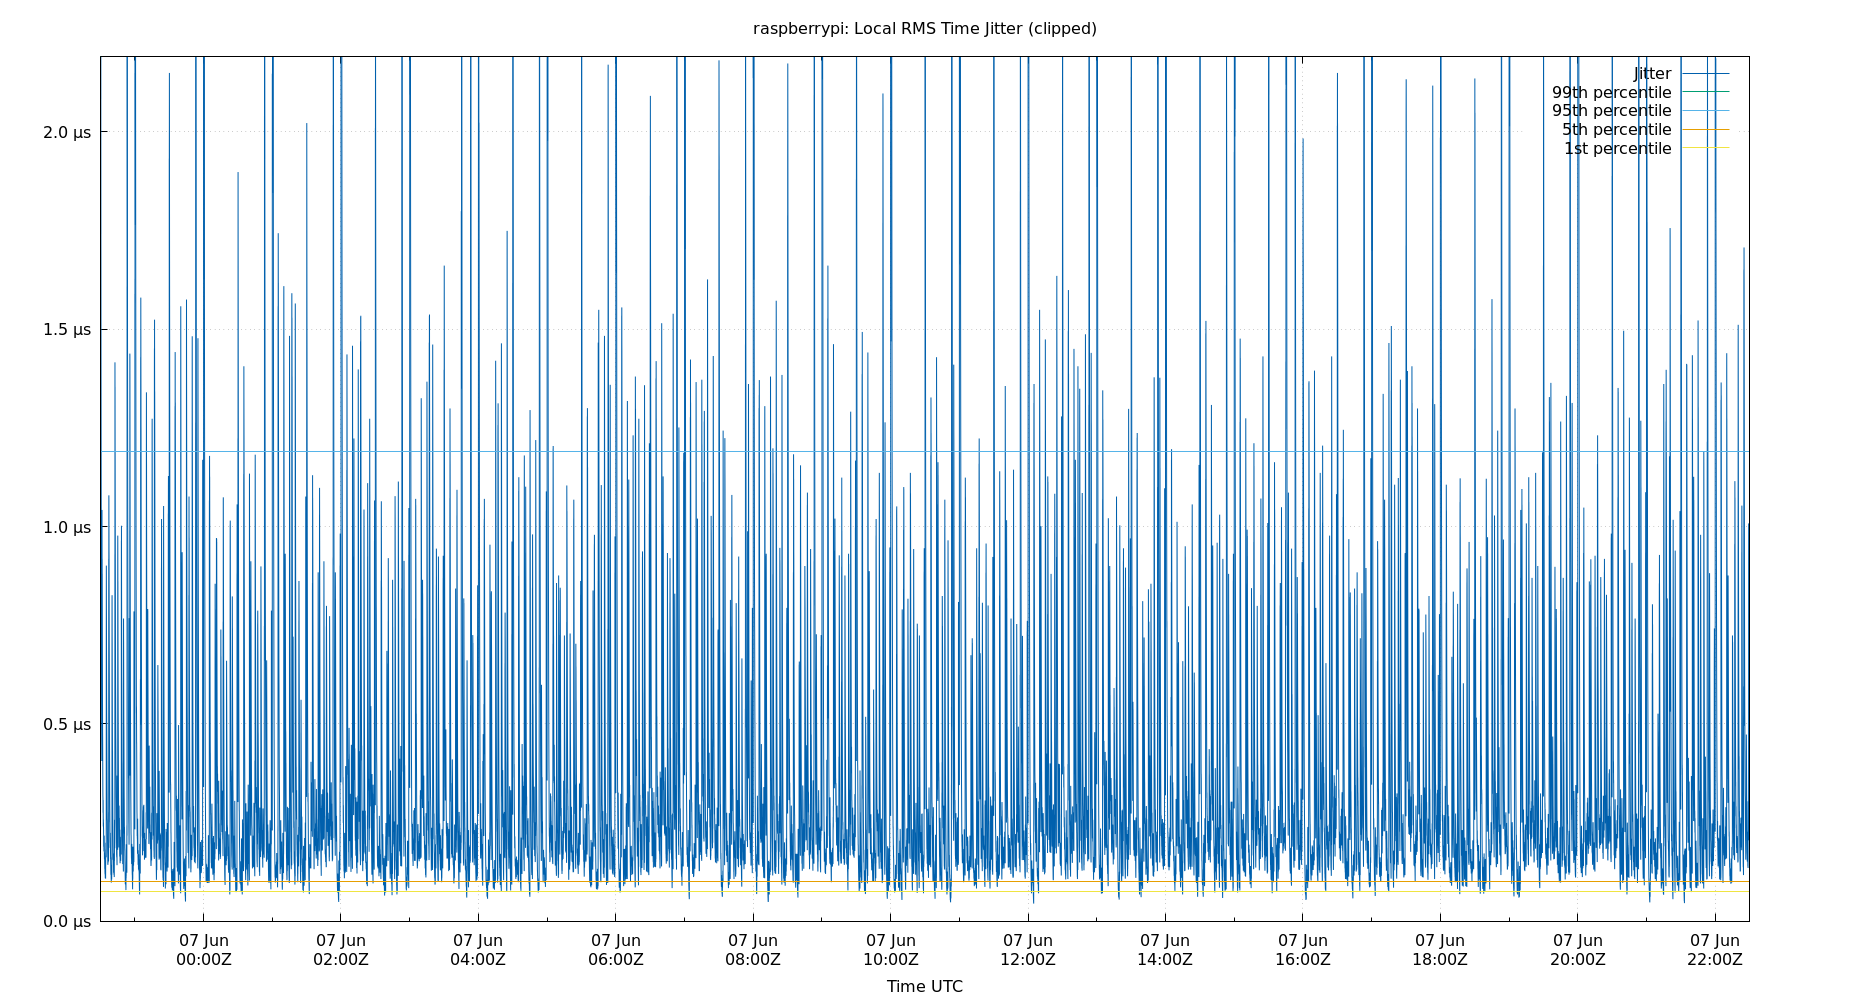 raspberrypi: Local RMS Time Jitter (clipped)
Jitter
99th percentile
95th percentile
5th percentile
1st percentile
2.0 µs
1.5 µs
1.0 µs
0.5 µs
0.0 µs
07 Jun 07 Jun 07 Jun 07 Jun 07 Jun 07 Jun 07 Jun 07 Jun 07 Jun 07 Jun 07 Jun 07 Jun
00:00Z 02:00Z 04:00Z 06:00Z 08:00Z 10:00Z 12:00Z 14:00Z 16:00Z 18:00Z 20:00Z 22:00Z
Time UTC